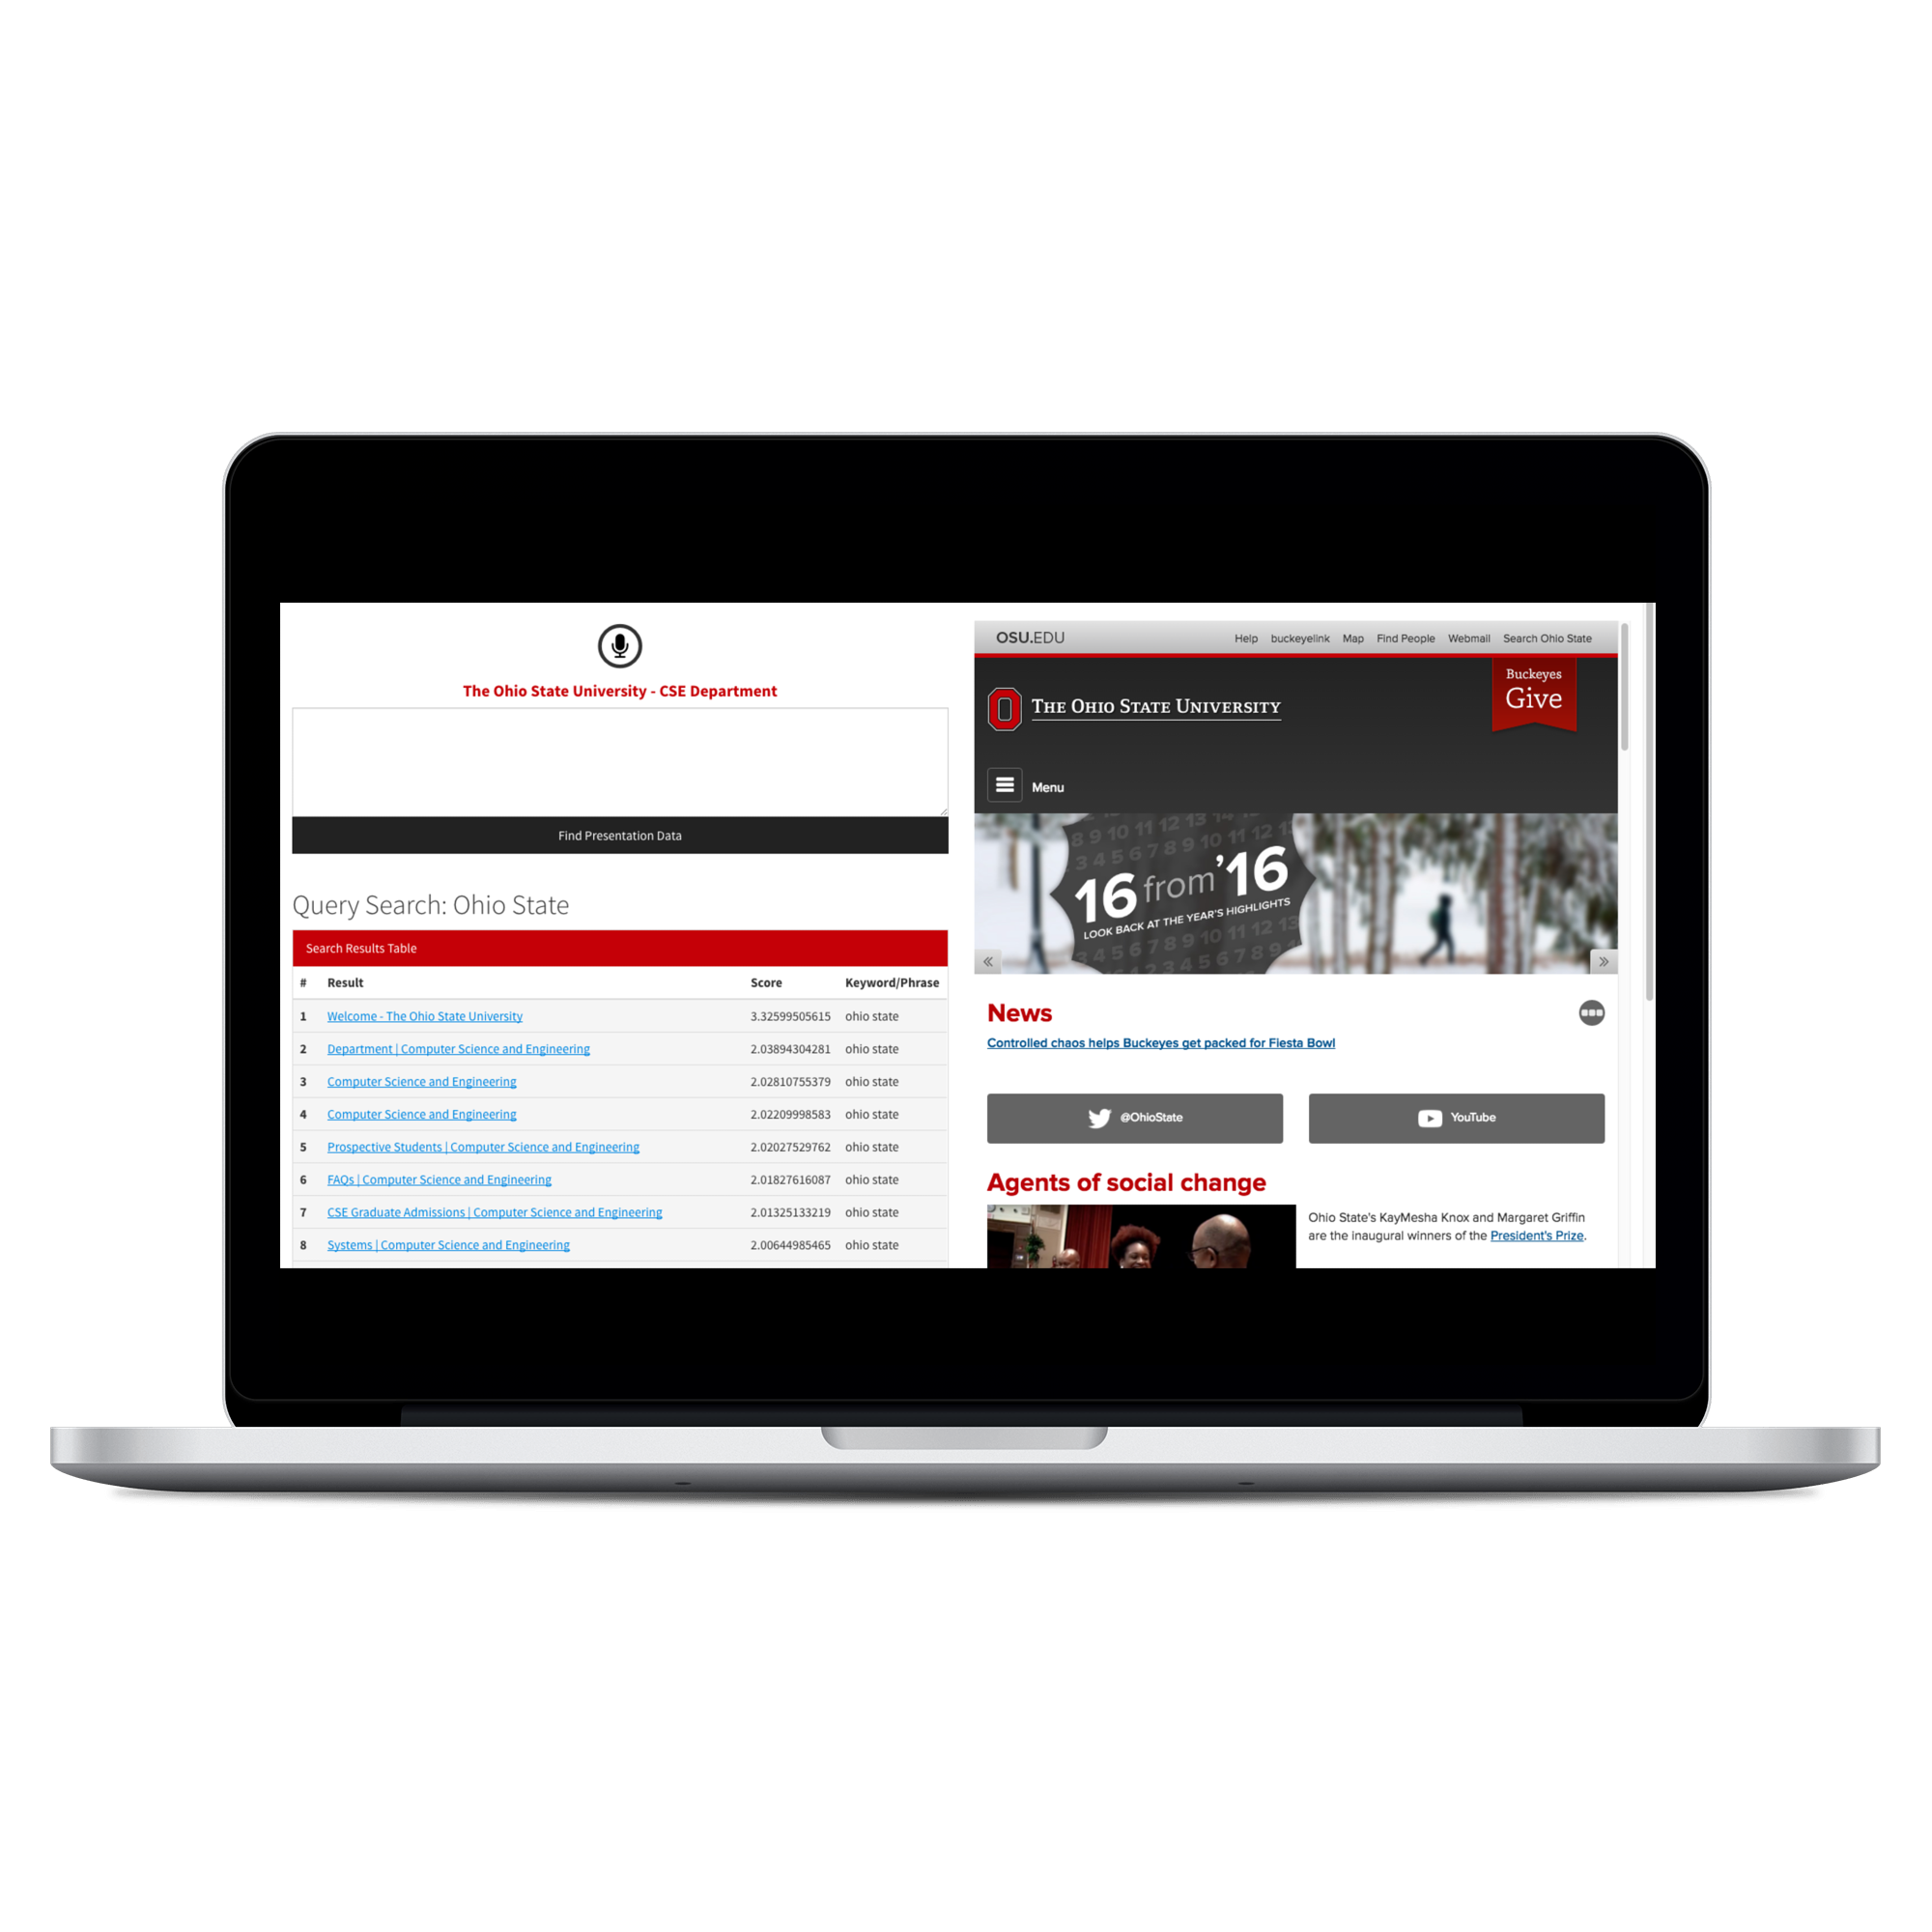 The Ohio State University - CSE Department
Find Presentation Data
Query Search: Ohio State
Search Results Table
# Result Score Keyword/Phrase
1 Welcome - The Ohio State University 3.32599505615 ohio state
2 Department | Computer Science and Engineering 2.03894304281 ohio state
3 Computer Science and Engineering 2.02810755379 ohio state
4 Computer Science and Engineering 2.02209998583 ohio state
5 Prospective Students | Computer Science and Engineering 2.02027529762 ohio state
6 FAQs | Computer Science and Engineering 2.01827616087 ohio state
7 CSE Graduate Admissions | Computer Science and Engineering 2.01325133219 ohio state
8 Systems | Computer Science and Engineering 2.00644985465 ohio state
OSU.EDU Help buckeyelink Map Find People Webmail Search Ohio State
Buckeyes
Give
THE OHIO STATE UNIVERSITY
Menu
16 from '16
LOOK BACK AT THE YEAR'S HIGHLIGHTS
« »
News
Controlled chaos helps Buckeyes get packed for Fiesta Bowl
@OhioState YouTube
Agents of social change
Ohio State's KayMesha Knox and Margaret Griffin
are the inaugural winners of the President's Prize.